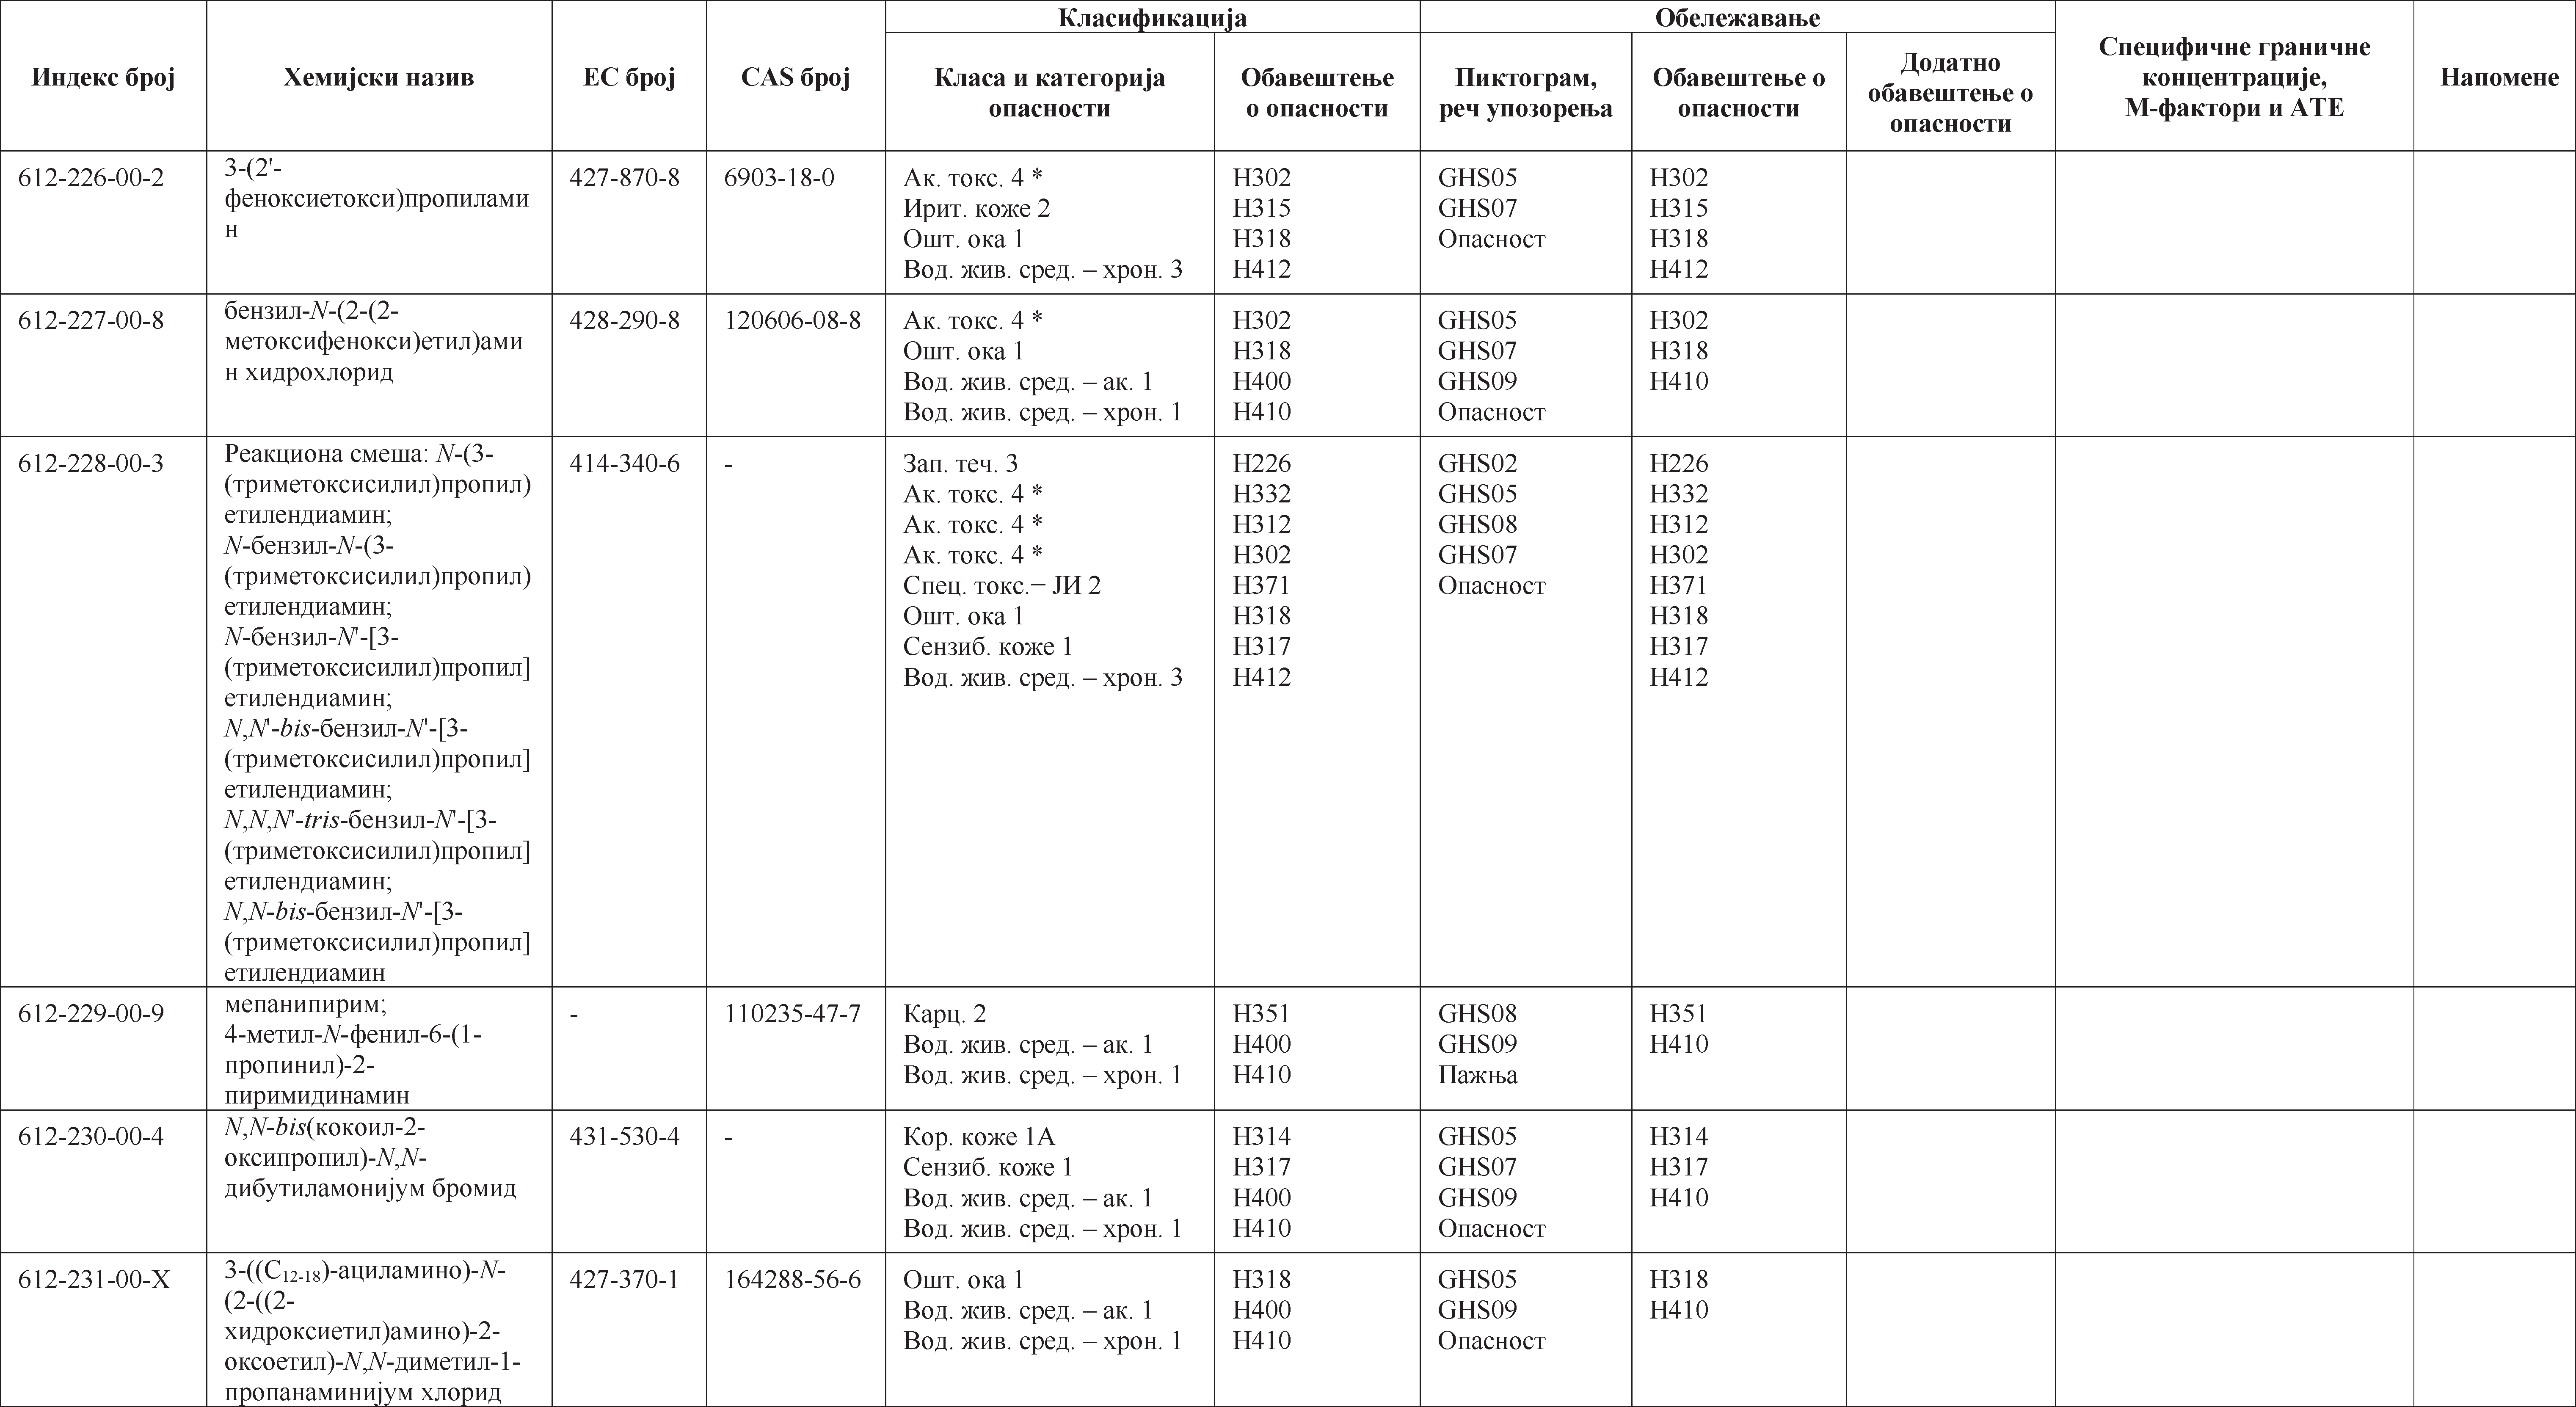 Индекс број
Хемијски назив
ЕС број
CAS број
Класификација
Обележавање
Специфичне граничне
концентрације,
М-фактори и АТЕ
Напомене
Класа и категорија
опасности
Обавештење
о опасности
Пиктограм,
реч упозорења
Обавештење о
опасности
Додатно
обавештење о
опасности
612-226-00-2
3-(2'-
феноксиетокси)пропилами
н
427-870-8
6903-18-0
Ак. токс. 4 *
Ирит. коже 2
Ошт. ока 1
Вод. жив. сред. – хрон. 3
H302
H315
H318
H412
GHS05
GHS07
Опасност
H302
H315
H318
H412
612-227-00-8
бензил-N-(2-(2-
метоксифенокси)етил)ами
н хидрохлорид
428-290-8
120606-08-8
Ак. токс. 4 *
Ошт. ока 1
Вод. жив. сред. – ак. 1
Вод. жив. сред. – хрон. 1
H302
H318
H400
H410
GHS05
GHS07
GHS09
Опасност
H302
H318
H410
612-228-00-3
Реакциона смеша: N-(3-
(триметоксисилил)пропил)
етилендиамин;
N-бензил-N-(3-
(триметоксисилил)пропил)
етилендиамин;
N-бензил-N'-[3-
(триметоксисилил)пропил]
етилендиамин;
N,N'-bis-бензил-N'-[3-
(триметоксисилил)пропил]
етилендиамин;
N,N,N'-tris-бензил-N'-[3-
(триметоксисилил)пропил]
етилендиамин;
N,N-bis-бензил-N'-[3-
(триметоксисилил)пропил]
етилендиамин
414-340-6
-
Зап. теч. 3
Ак. токс. 4 *
Ак. токс. 4 *
Ак. токс. 4 *
Спец. токс.− ЈИ 2
Ошт. ока 1
Сензиб. коже 1
Вод. жив. сред. – хрон. 3
H226
H332
H312
H302
H371
H318
H317
H412
GHS02
GHS05
GHS08
GHS07
Опасност
H226
H332
H312
H302
H371
H318
H317
H412
612-229-00-9
мепанипирим;
4-метил-N-фенил-6-(1-
пропинил)-2-
пиримидинамин
-
110235-47-7
Карц. 2
Вод. жив. сред. – ак. 1
Вод. жив. сред. – хрон. 1
H351
H400
H410
GHS08
GHS09
Пажња
H351
H410
612-230-00-4
N,N-bis(кокоил-2-
оксипропил)-N,N-
дибутиламонијум бромид
431-530-4
-
Кор. коже 1А
Сензиб. коже 1
Вод. жив. сред. – ак. 1
Вод. жив. сред. – хрон. 1
H314
H317
H400
H410
GHS05
GHS07
GHS09
Опасност
H314
H317
H410
612-231-00-X
3-((C12-18)-ациламино)-N-
(2-((2-
хидроксиетил)амино)-2-
оксоетил)-N,N-диметил-1-
пропанаминијум хлорид
427-370-1
164288-56-6
Ошт. ока 1
Вод. жив. сред. – ак. 1
Вод. жив. сред. – хрон. 1
H318
H400
H410
GHS05
GHS09
Опасност
H318
H410